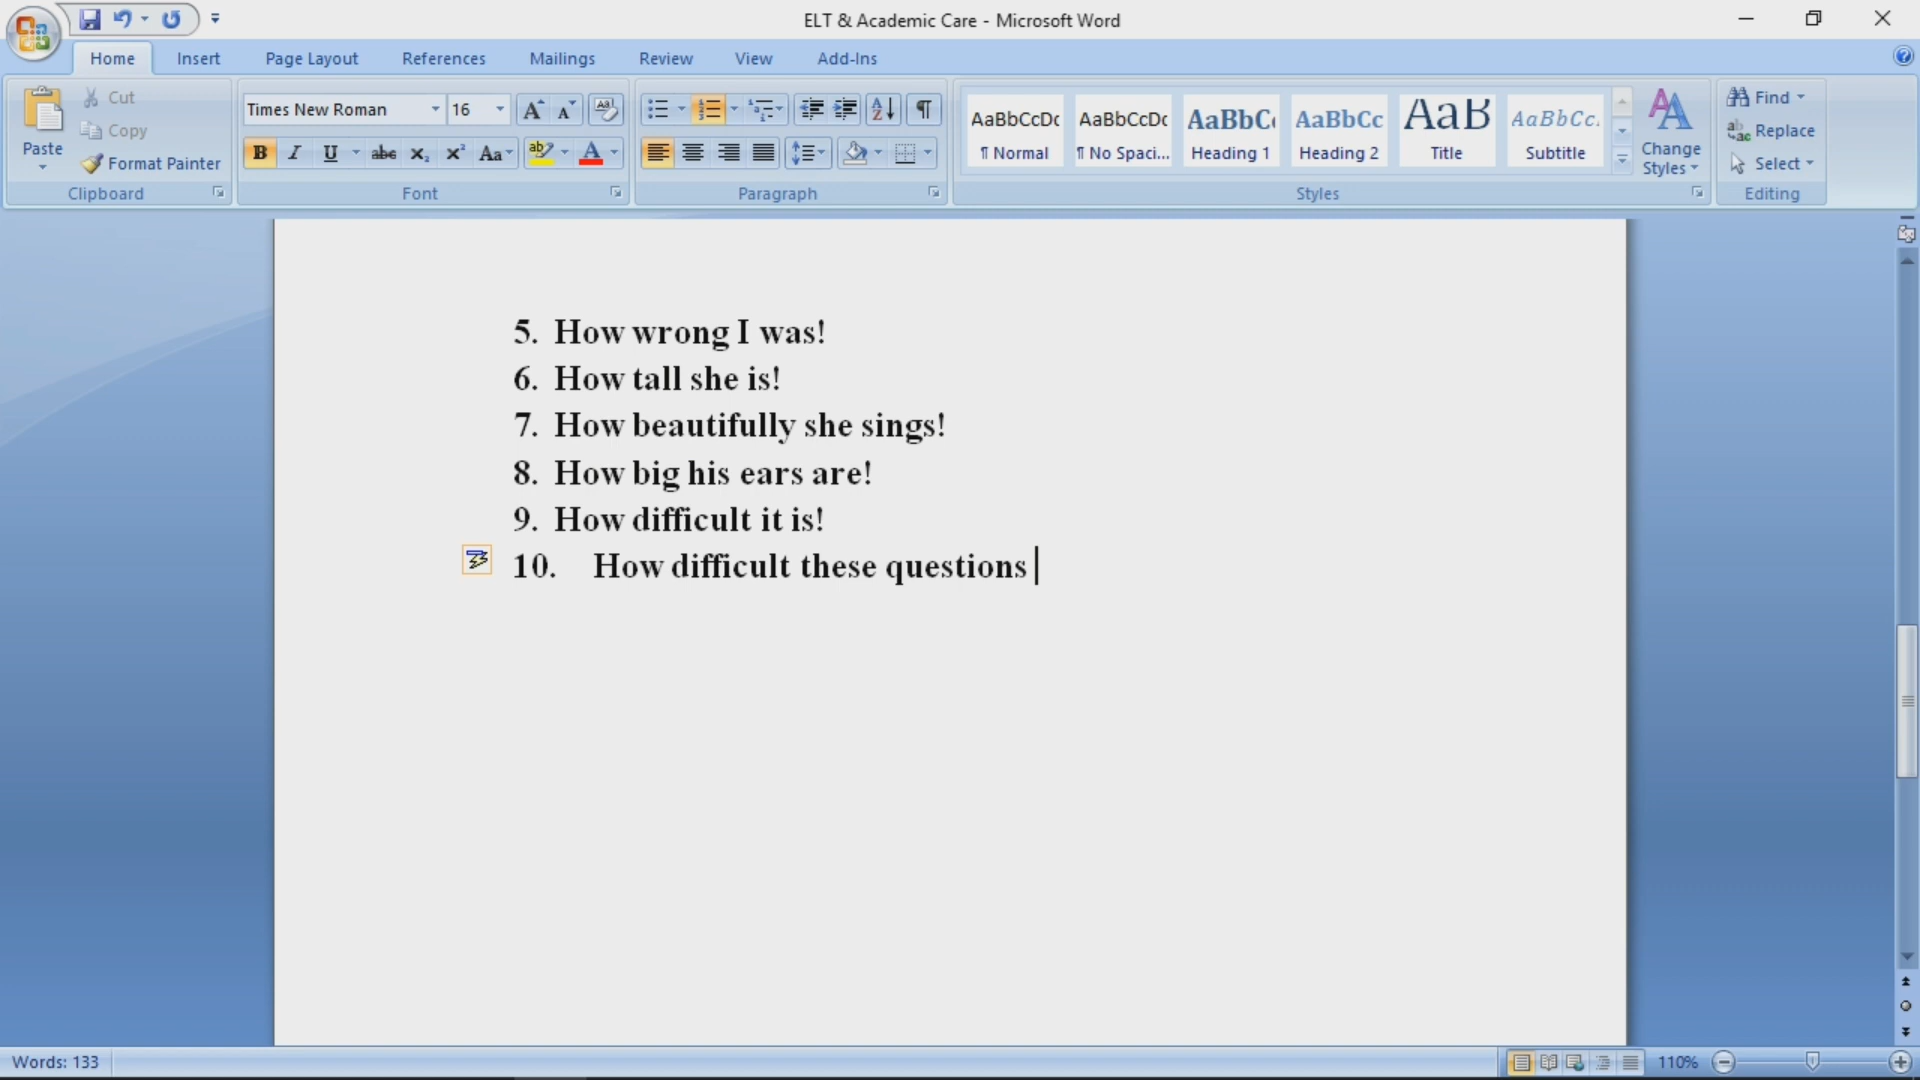 ELT & Academic Care - Microsoft Word
Home Insert Page Layout References Mailings Review View Add-Ins
Paste
Cut
Copy
Format Painter
Clipboard
Times New Roman 16
B I U abe X₂ X² Aa
Font
Paragraph
AaBbCcDc AaBbCcDc AaBbC AaBbCc AaB AaBbCc.
¶ Normal ¶ No Spaci... Heading 1 Heading 2 Title Subtitle
Change Styles
Styles
Find
Replace
Select
Editing
5. How wrong I was!
6. How tall she is!
7. How beautifully she sings!
8. How big his ears are!
9. How difficult it is!
10. How difficult these questions
Words: 133
110%